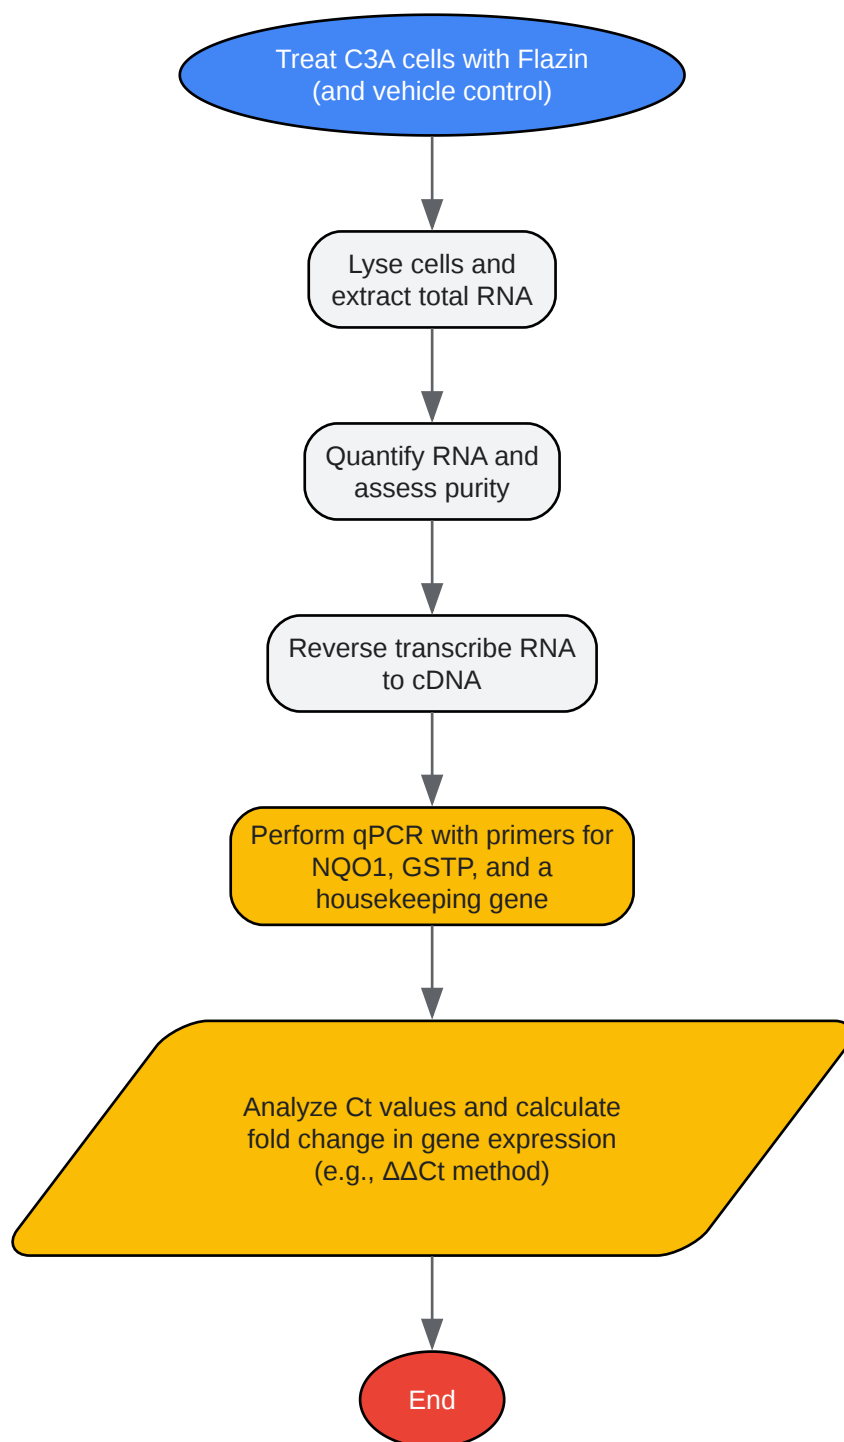 Treat C3A cells with Flazin
(and vehicle control)
Lyse cells and
extract total RNA
Quantify RNA and
assess purity
Reverse transcribe RNA
to cDNA
Perform qPCR with primers for
NQO1, GSTP, and a
housekeeping gene
Analyze Ct values and calculate
fold change in gene expression
(e.g., ΔΔCt method)
End